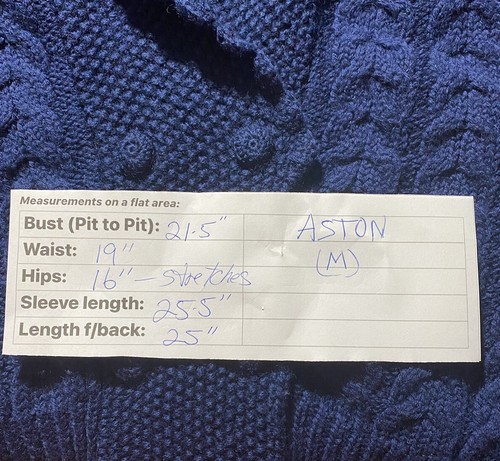 Measurements on a flat area:
Bust (Pit to Pit): 21.5" ASTON
Waist: 19" (M)
Hips: 16" - stretches
Sleeve length: 25.5"
Length f/back: 25"